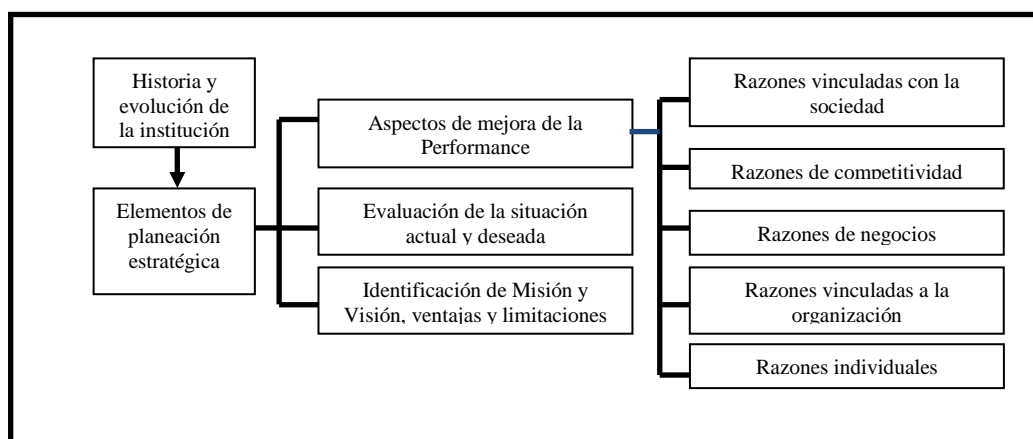 Historia y
evolución de
la institución
Elementos de
planeación
estratégica
Aspectos de mejora de la
Performance
Evaluación de la situación
actual y deseada
Identificación de Misión y
Visión, ventajas y limitaciones
Razones vinculadas con la
sociedad
Razones de competitividad
Razones de negocios
Razones vinculadas a la
organización
Razones individuales